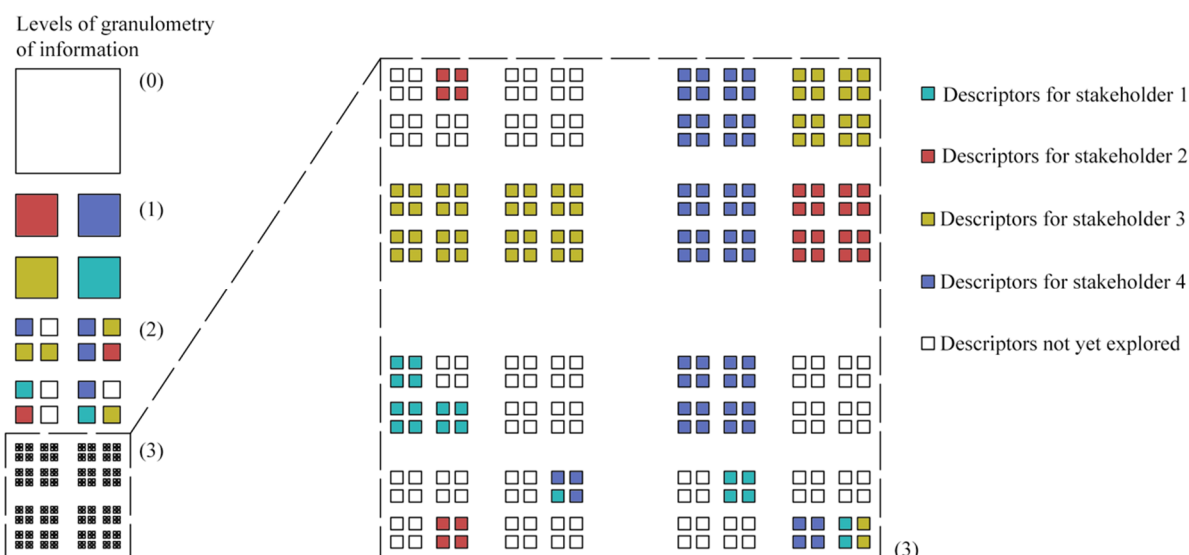 Levels of granulometry
of information
(0)
(1)
(2)
(3)
Descriptors for stakeholder 1
Descriptors for stakeholder 2
Descriptors for stakeholder 3
Descriptors for stakeholder 4
Descriptors not yet explored
(3)